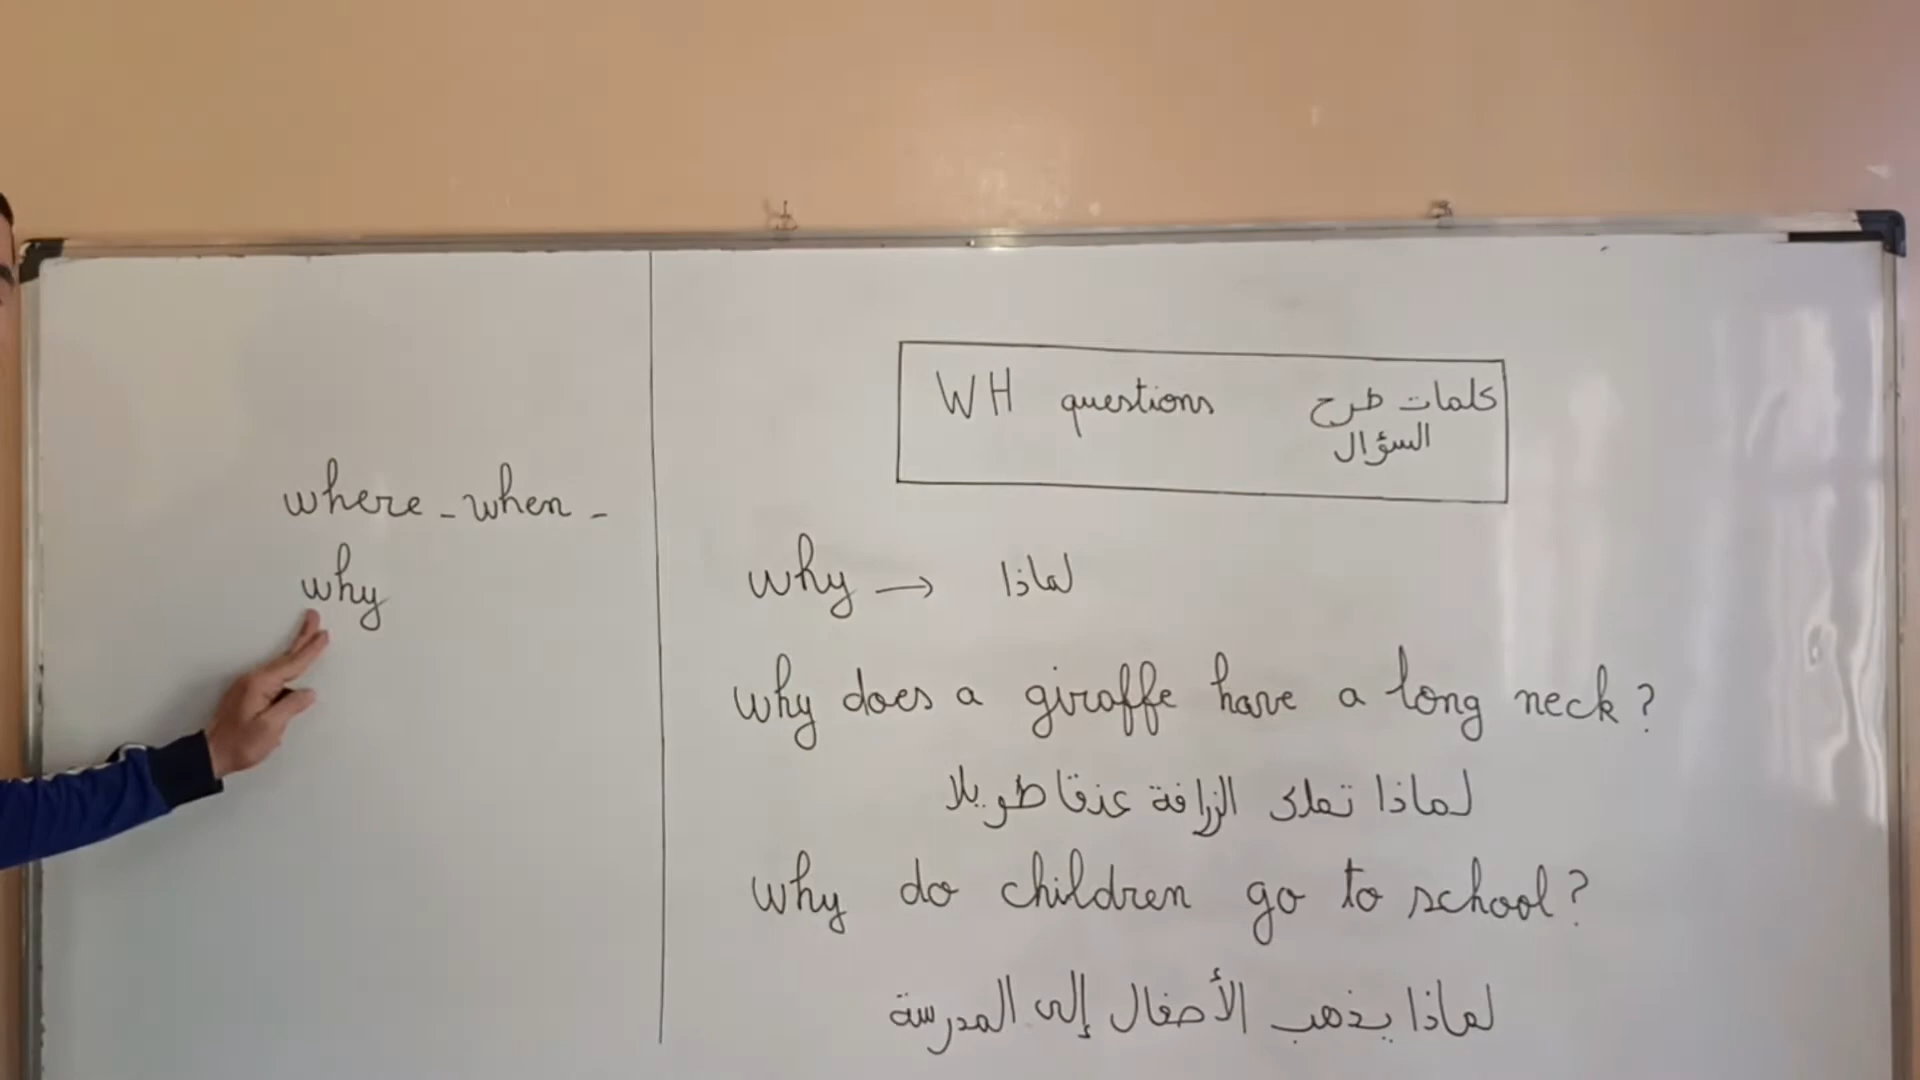 where - when -
why
WH questions كلمات طرح
السؤال
why → لماذا
why does a giraffe have a long neck?
لماذا تملك الزرافة عنقا طويلا
why do children go to school?
لماذا يذهب الأطفال إلى المدرسة